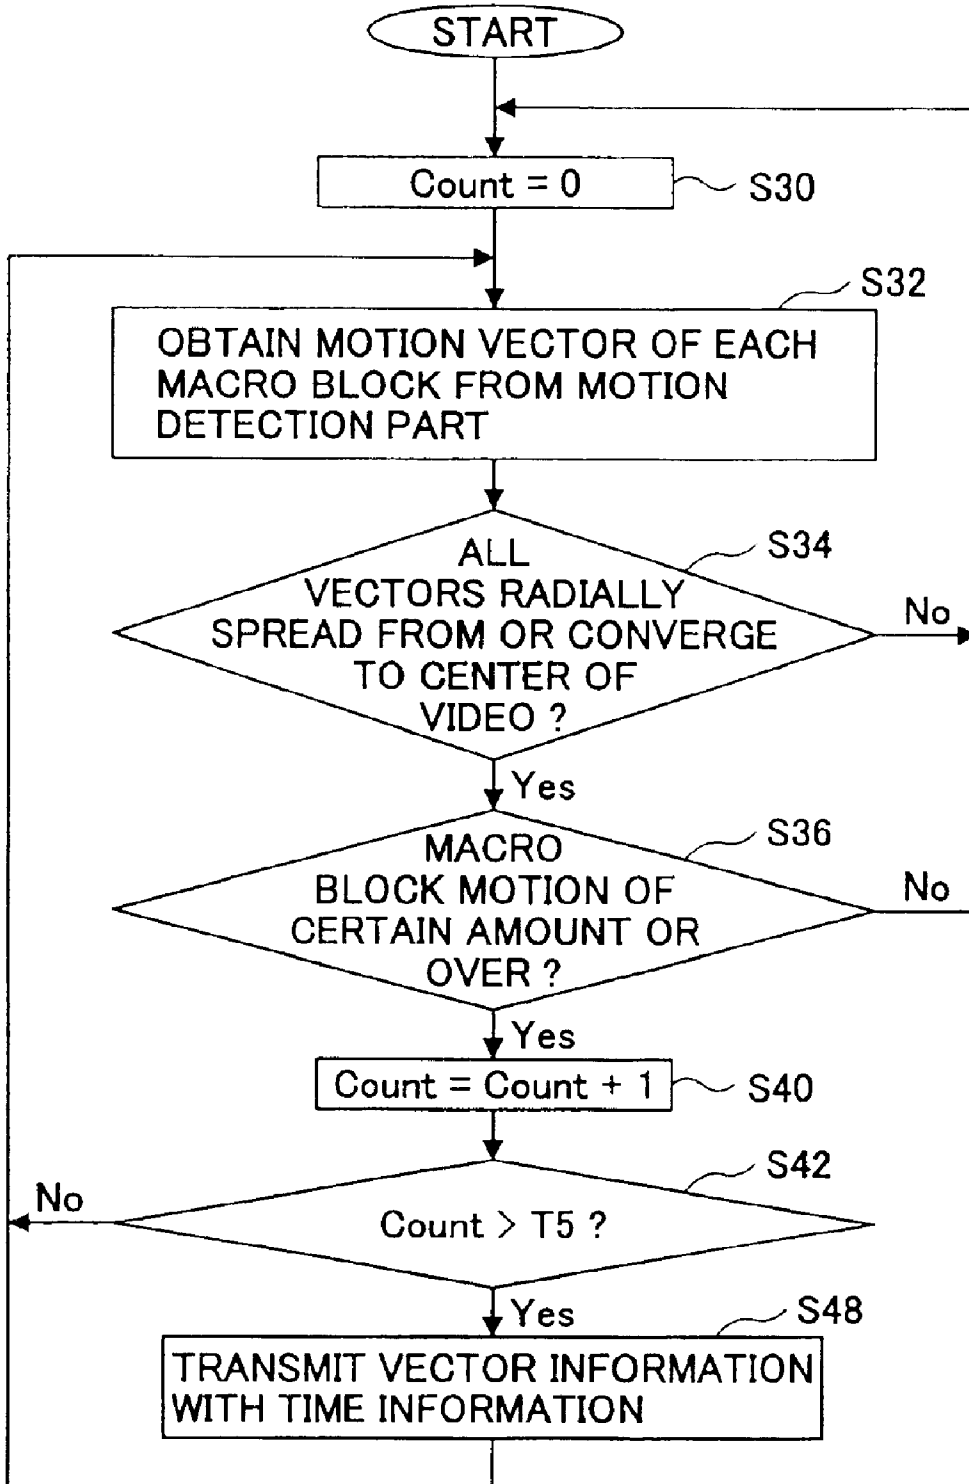 START
Count = 0
S30
S32
OBTAIN MOTION VECTOR OF EACH
MACRO BLOCK FROM MOTION
DETECTION PART
S34
ALL
VECTORS RADIALLY
SPREAD FROM OR CONVERGE
TO CENTER OF
VIDEO ?
No
Yes
S36
MACRO
BLOCK MOTION OF
CERTAIN AMOUNT OR
OVER ?
No
Yes
Count = Count + 1
S40
S42
Count > T5 ?
No
Yes
S48
TRANSMIT VECTOR INFORMATION
WITH TIME INFORMATION